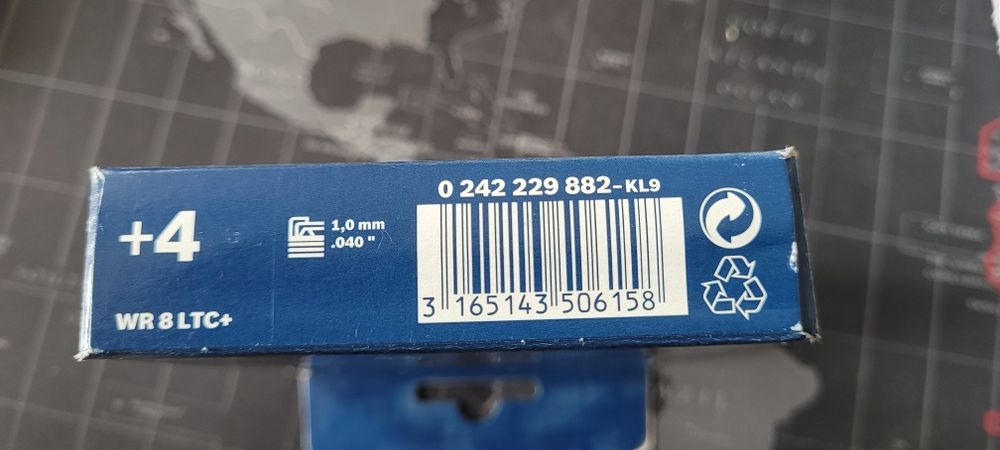 0 242 229 882-KL9
+4
1,0 mm
.040 "
WR 8 LTC+
3 165143 506158